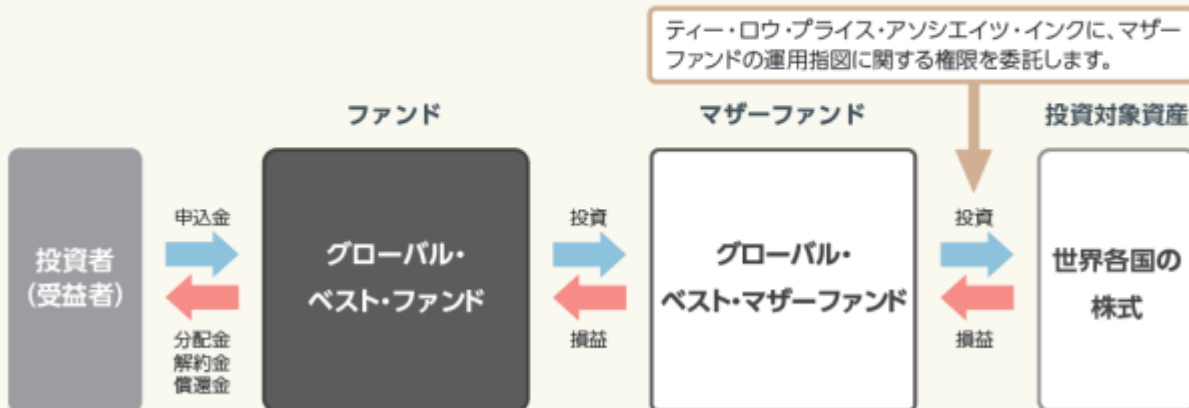 ティー・ロウ・プライス・アソシエイツ・インクに、マザー
ファンドの運用指図に関する権限を委託します。
ファンド
マザーファンド
投資対象資産
投資者
(受益者)
申込金
分配金
解約金
償還金
グローバル・
ベスト・ファンド
投資
損益
グローバル・
ベスト・マザーファンド
投資
損益
世界各国の
株式